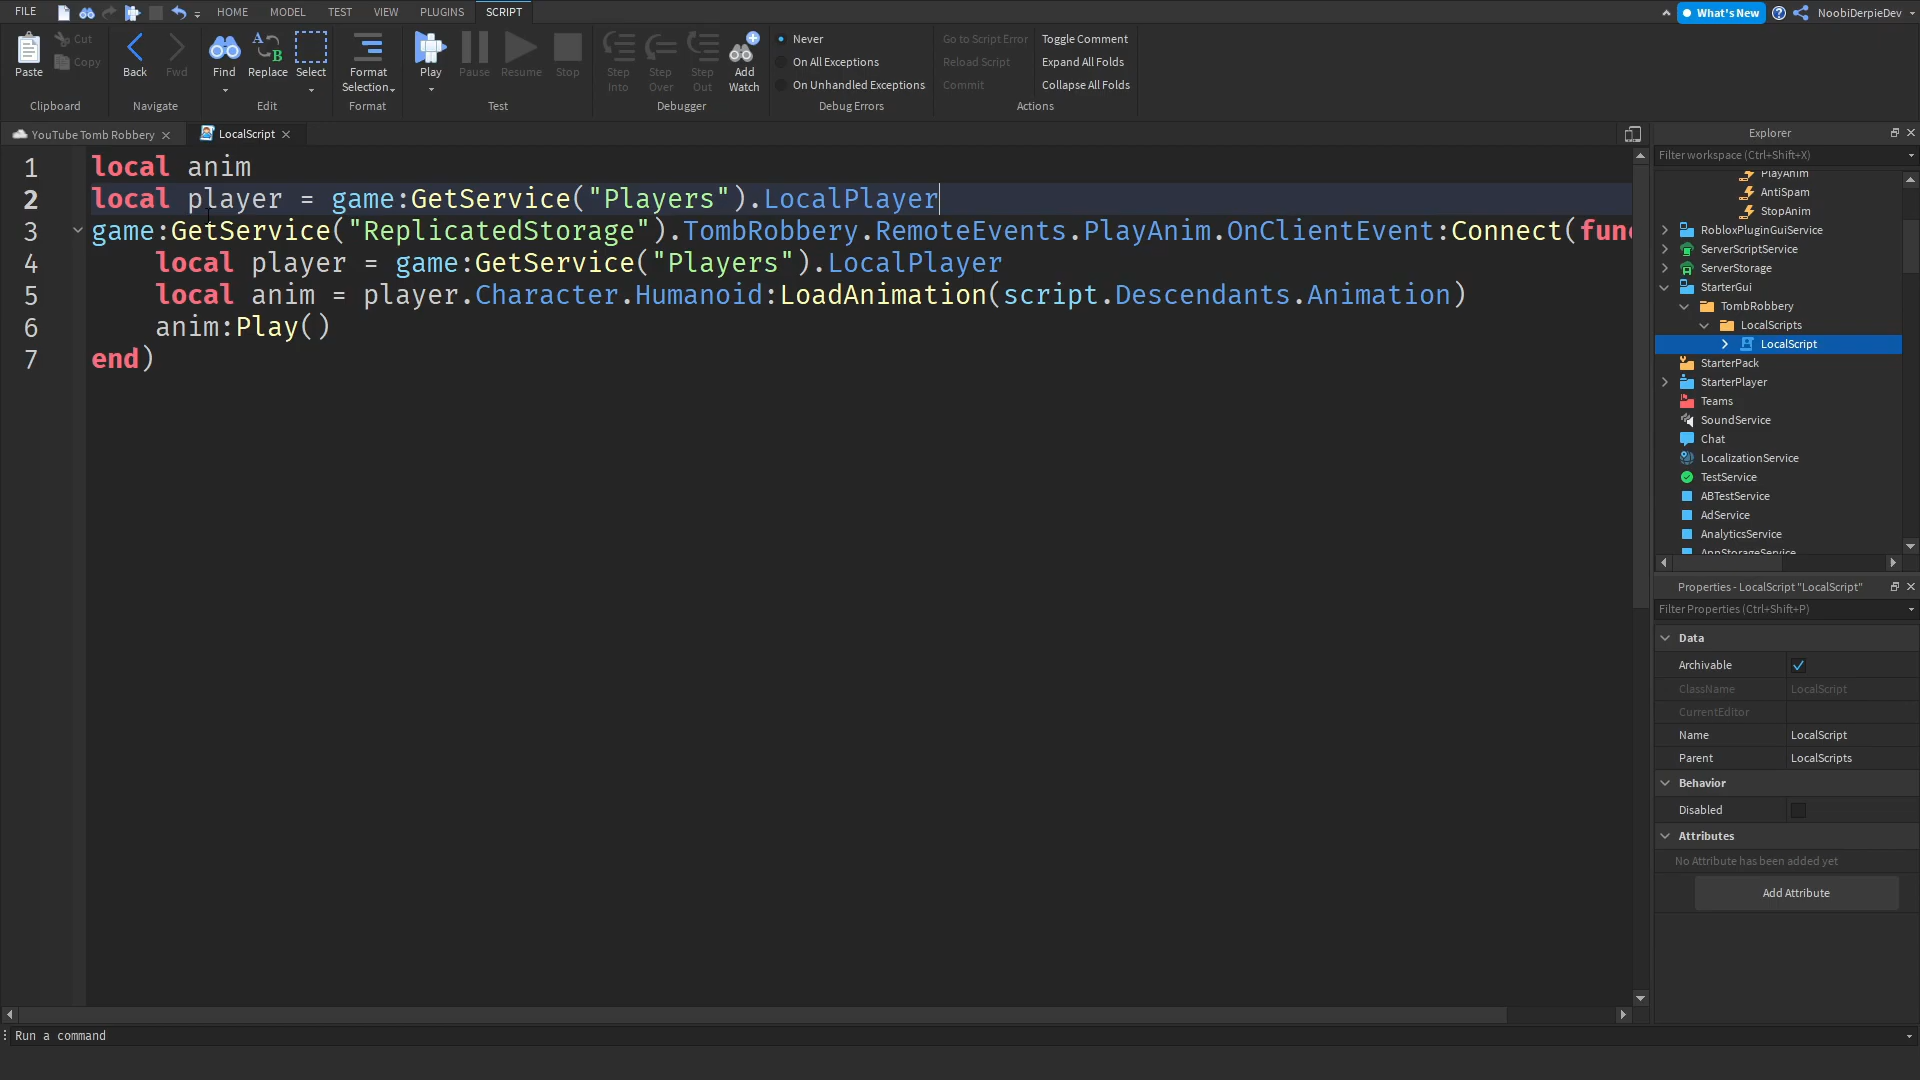 FILE HOME MODEL TEST VIEW PLUGINS SCRIPT What's New NoobiDerpieDev
Paste Cut Copy Clipboard
Back Fwd Navigate
Find Replace Select Edit
Format Selection Format
Play Pause Resume Stop Test
Step Into Step Over Step Out Add Watch Debugger
Never
On All Exceptions
On Unhandled Exceptions
Debug Errors
Go to Script Error Toggle Comment
Reload Script Expand All Folds
Commit Collapse All Folds
Actions
YouTube Tomb Robbery LocalScript
1 local anim
2 local player = game:GetService("Players").LocalPlayer
3 game:GetService("ReplicatedStorage").TombRobbery.RemoteEvents.PlayAnim.OnClientEvent:Connect(func
4 local player = game:GetService("Players").LocalPlayer
5 local anim = player.Character.Humanoid:LoadAnimation(script.Descendants.Animation)
6 anim:Play()
7 end)
Explorer
Filter workspace (Ctrl+Shift+X)
PlayAnim
AntiSpam
StopAnim
RobloxPluginGuiService
ServerScriptService
ServerStorage
StarterGui
TombRobbery
LocalScripts
LocalScript
StarterPack
StarterPlayer
Teams
SoundService
Chat
LocalizationService
TestService
ABTestService
AdService
AnalyticsService
AppStorageService
Properties - LocalScript "LocalScript"
Filter Properties (Ctrl+Shift+P)
Data
Archivable
ClassName LocalScript
CurrentEditor
Name LocalScript
Parent LocalScripts
Behavior
Disabled
Attributes
No Attribute has been added yet
Add Attribute
Run a command